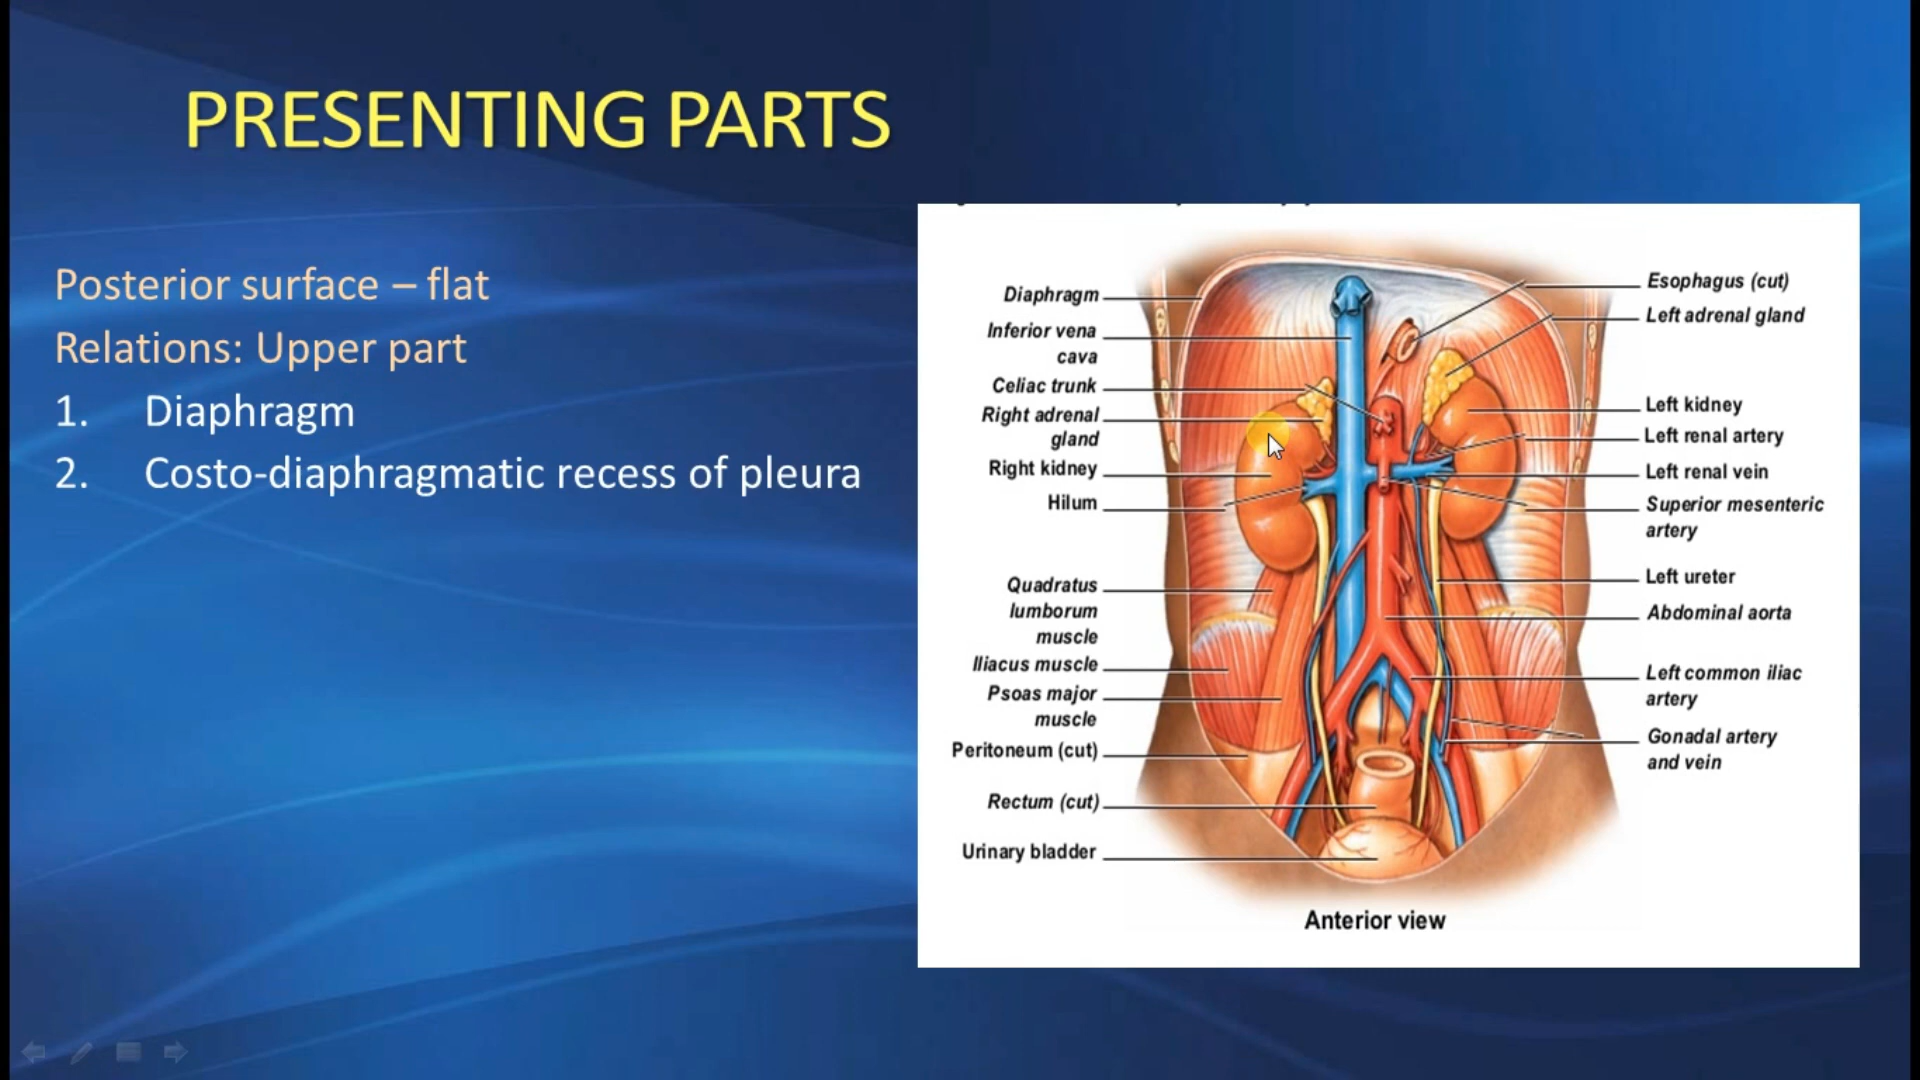 PRESENTING PARTS
Posterior surface – flat
Relations: Upper part
1. Diaphragm
2. Costo-diaphragmatic recess of pleura
Diaphragm
Inferior vena
cava
Celiac trunk
Right adrenal
gland
Right kidney
Hilum
Quadratus
lumborum
muscle
Iliacus muscle
Psoas major
muscle
Peritoneum (cut)
Rectum (cut)
Urinary bladder
Esophagus (cut)
Left adrenal gland
Left kidney
Left renal artery
Left renal vein
Superior mesenteric
artery
Left ureter
Abdominal aorta
Left common iliac
artery
Gonadal artery
and vein
Anterior view